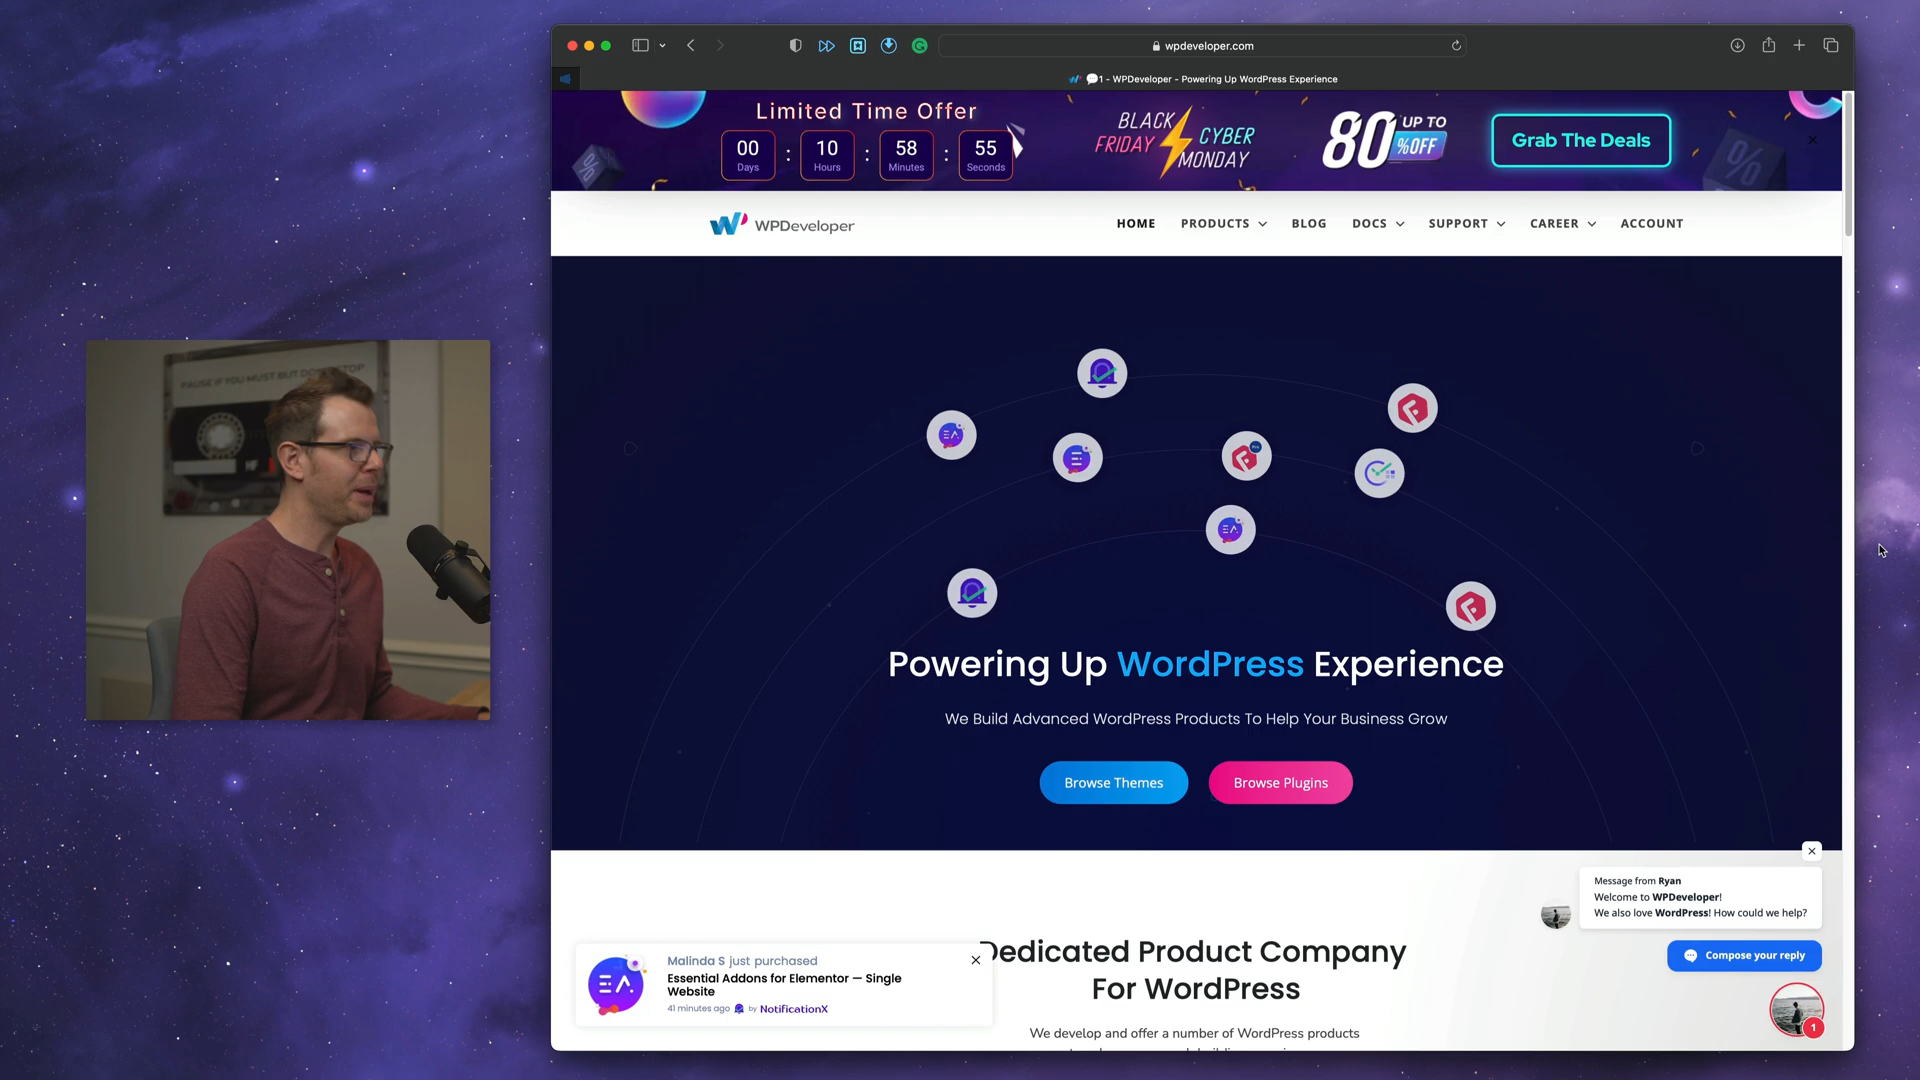 wpdeveloper.com
1 - WPDeveloper - Powering Up WordPress Experience
Limited Time Offer
00 : 10 : 58 : 55
Days Hours Minutes Seconds
BLACK
FRIDAY
CYBER
MONDAY
80 UP TO
%OFF
Grab The Deals
WPDeveloper
HOME PRODUCTS BLOG DOCS SUPPORT CAREER ACCOUNT
PAUSE IF YOU MUST BUT DON'T STOP
Powering Up WordPress Experience
We Build Advanced WordPress Products To Help Your Business Grow
Browse Themes
Browse Plugins
Message from Ryan
Welcome to WPDeveloper!
We also love WordPress! How could we help?
Compose your reply
1
Malinda S just purchased
Essential Addons for Elementor — Single
Website
41 minutes ago by NotificationX
Dedicated Product Company
For WordPress
We develop and offer a number of WordPress products